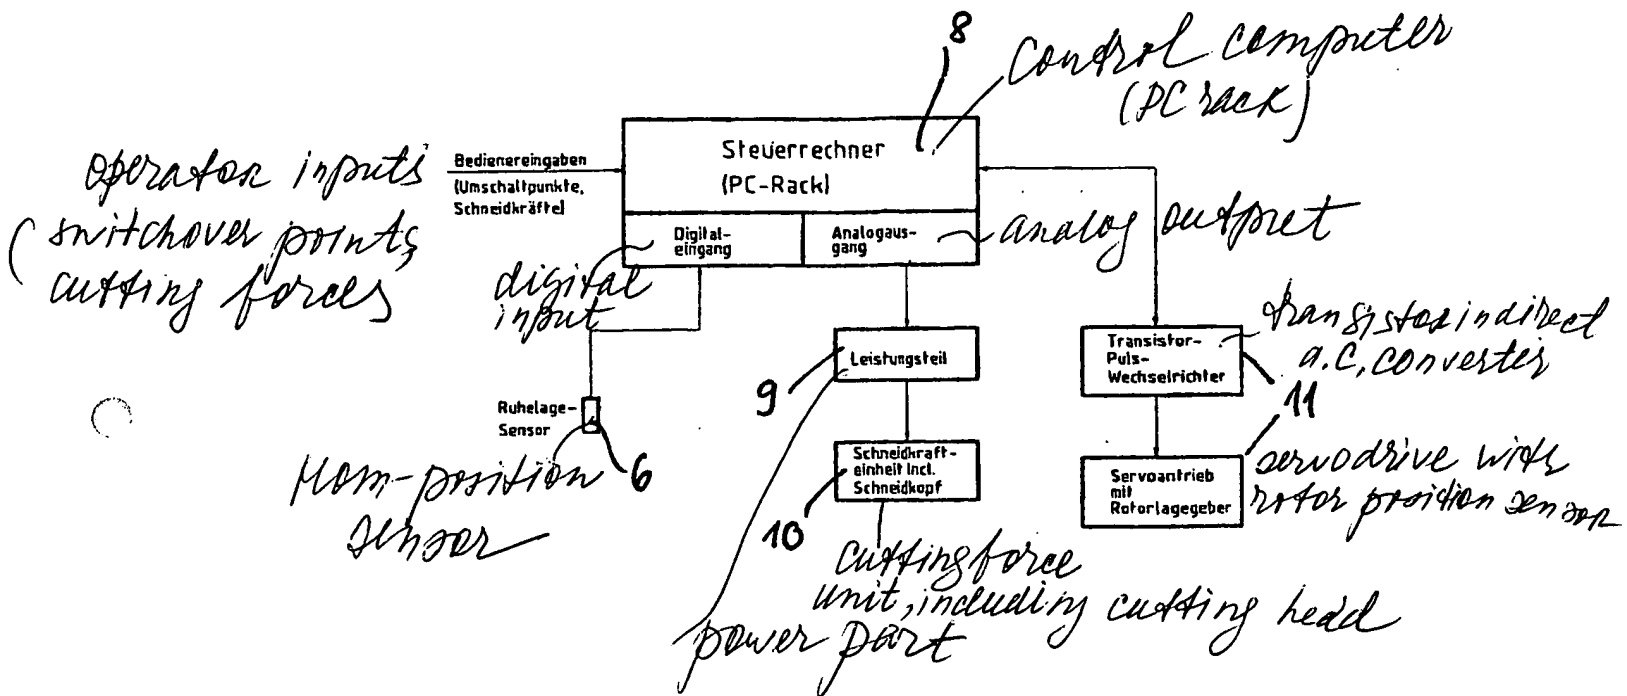 8
Control computer
(PC rack)
Steuerrechner
(PC-Rack)
operator inputs
(switchover points,
cutting forces
Bedienereingaben
(Umschaltpunkte,
Schneidkräfte)
Digital-
eingang
Analogaus-
gang
analog output
digital
input
9
Leistungsteil
Transistor-
Puls-
Wechselrichter
transistor indirect
a.c. converter
11
Ruhelage-
Sensor
6
Hom-position
sensor
10
Schneidkraft-
einheit incl.
Schneidkopf
Servoantrieb
mit
Rotorlagegeber
servodrive with
rotor position sensor
cutting force
unit, including cutting head
power part